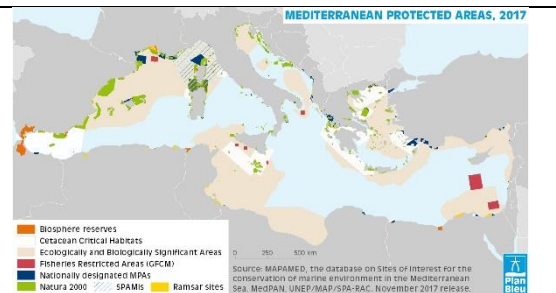 MEDITERRANEAN PROTECTED AREAS, 2017
Biosphere reserves
Cetacean Critical Habitats
Ecologically and Biologically Significant Areas
Fisheries Restricted Areas (GFCM)
Nationally designated MPAs
Natura 2000 SPAMIs Ramsar sites
0 250 500 km
Source: MAPAMED, the database on Sites of Interest for the
conservation of marine environment in the Mediterranean
Sea. MedPAN, UNEP/MAP/SPA-RAC. November 2017 release.
Plan
Bleu